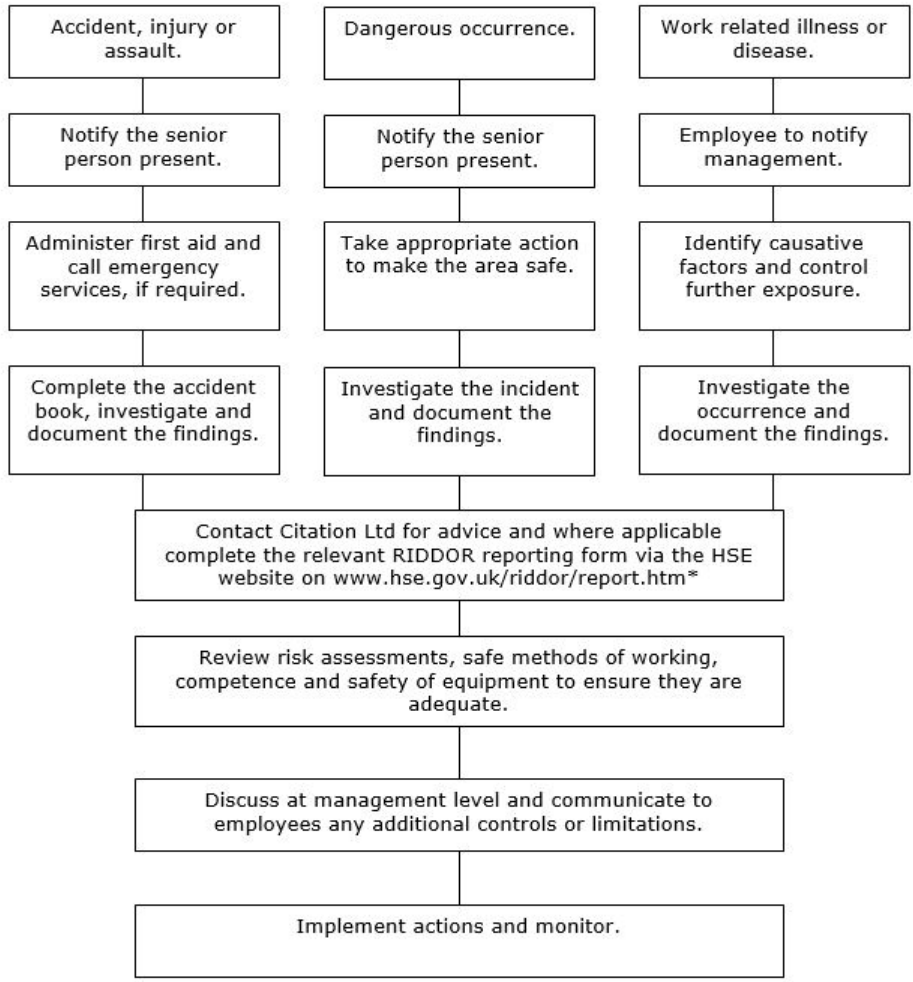 Accident, injury or
assault.
Dangerous occurrence.
Work related illness or
disease.
Notify the senior
person present.
Notify the senior
person present.
Employee to notify
management.
Administer first aid and
call emergency
services, if required.
Take appropriate action
to make the area safe.
Identify causative
factors and control
further exposure.
Complete the accident
book, investigate and
document the findings.
Investigate the incident
and document the
findings.
Investigate the
occurrence and
document the findings.
Contact Citation Ltd for advice and where applicable
complete the relevant RIDDOR reporting form via the HSE
website on www.hse.gov.uk/riddor/report.htm*
Review risk assessments, safe methods of working,
competence and safety of equipment to ensure they are
adequate.
Discuss at management level and communicate to
employees any additional controls or limitations.
Implement actions and monitor.